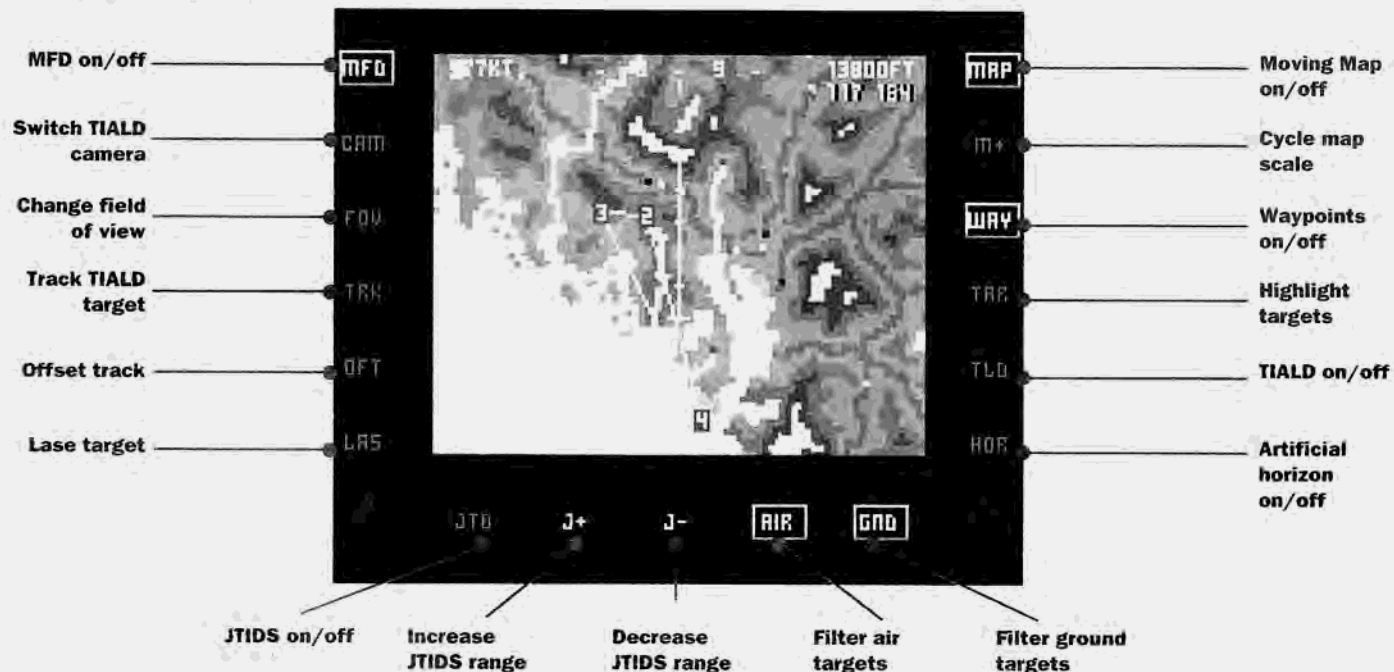 MFD on/off
Switch TIALD
camera
Change field
of view
Track TIALD
target
Offset track
Lase target
MFD
CAM
FOV
TRK
OFT
LAS
13800FT
117 184
3
2
4
MAP
M+
WAY
TAR
TLD
HOR
Moving Map
on/off
Cycle map
scale
Waypoints
on/off
Highlight
targets
TIALD on/off
Artificial
horizon
on/off
JTD
J+
J-
AIR
GND
JTIDS on/off
Increase
JTIDS range
Decrease
JTIDS range
Filter air
targets
Filter ground
targets